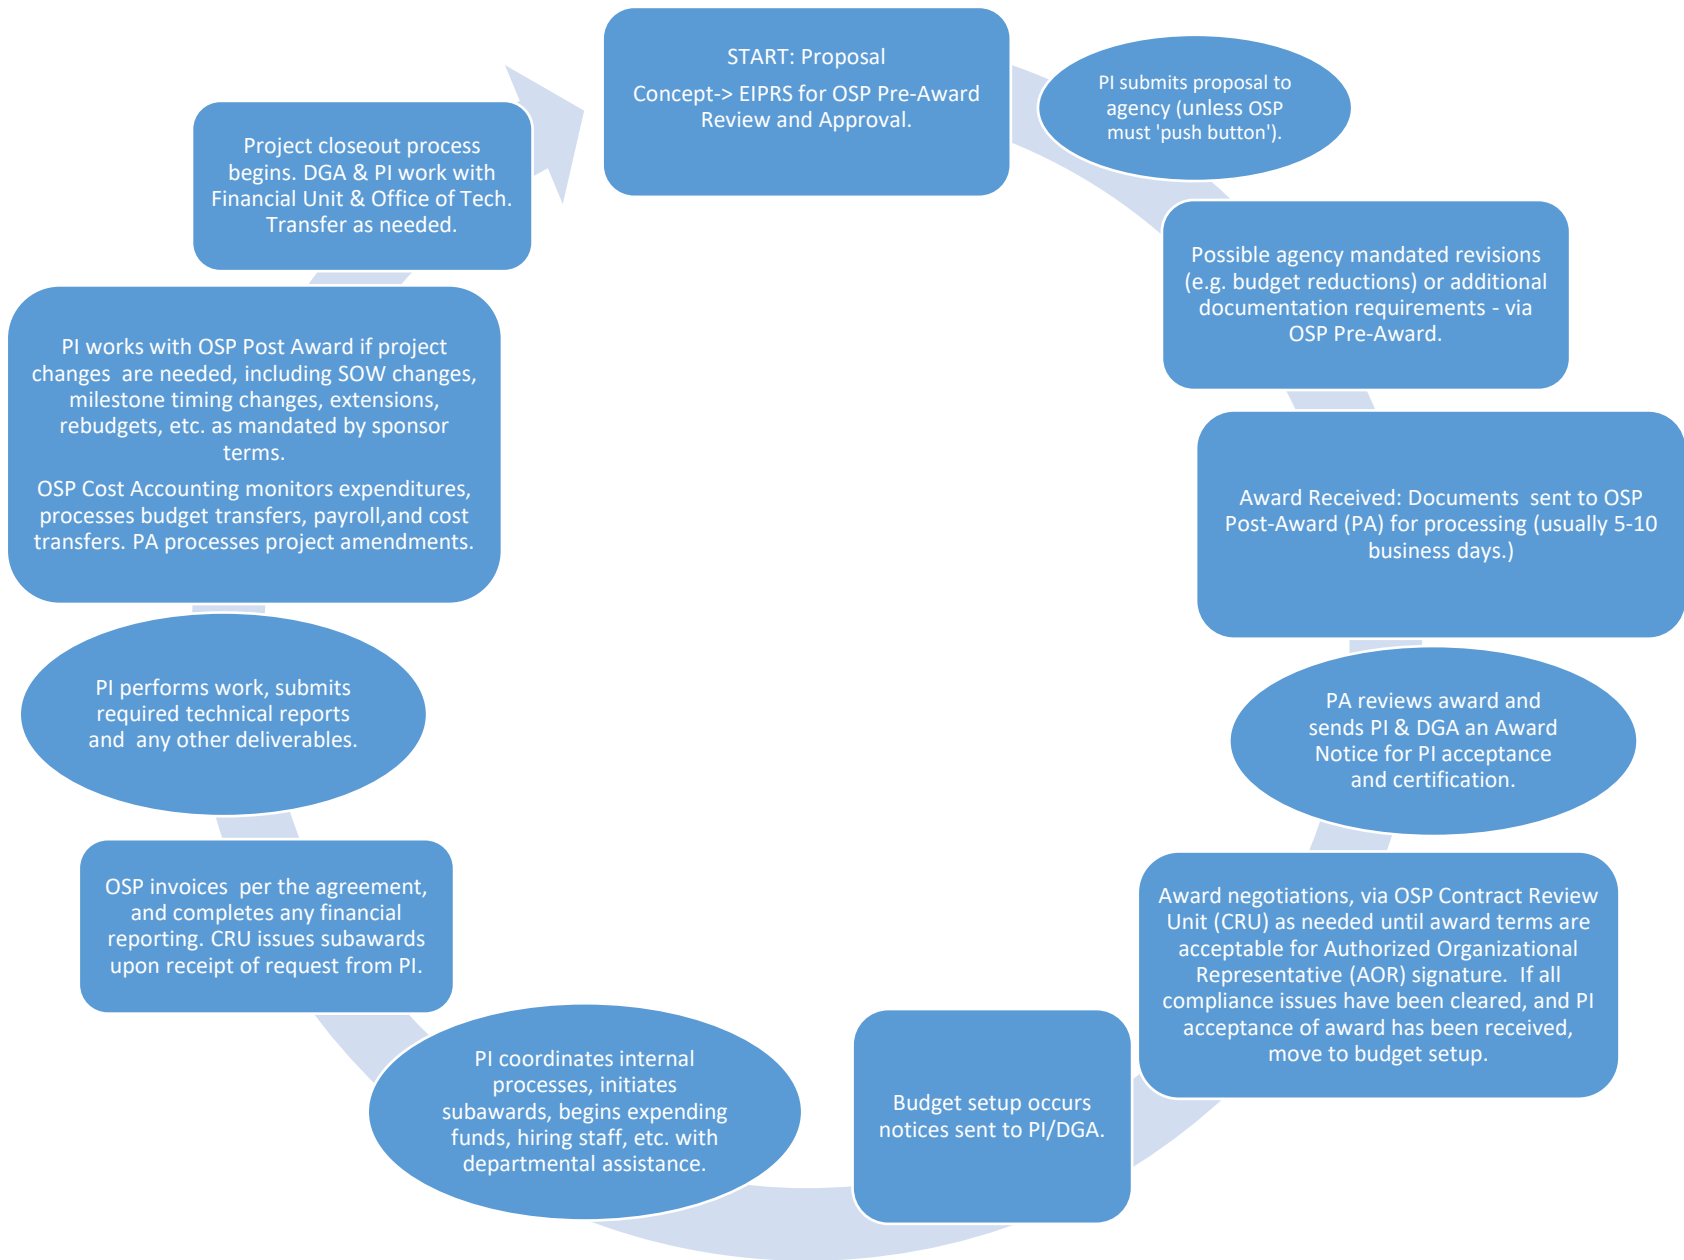 START: Proposal
Concept-> EIPRS for OSP Pre-Award
Review and Approval.
PI submits proposal to
agency (unless OSP
must 'push button').
Possible agency mandated revisions
(e.g. budget reductions) or additional
documentation requirements - via
OSP Pre-Award.
Award Received: Documents  sent to OSP
Post-Award (PA) for processing (usually 5-10
business days.)
PA reviews award and
sends PI & DGA an Award
Notice for PI acceptance
and certification.
Award negotiations, via OSP Contract Review
Unit (CRU) as needed until award terms are
acceptable for Authorized Organizational
Representative (AOR) signature.  If all
compliance issues have been cleared, and PI
acceptance of award has been received,
move to budget setup.
Budget setup occurs
notices sent to PI/DGA.
PI coordinates internal
processes, initiates
subawards, begins expending
funds, hiring staff, etc. with
departmental assistance.
OSP invoices  per the agreement,
and completes any financial
reporting. CRU issues subawards
upon receipt of request from PI.
PI performs work, submits
required technical reports
and  any other deliverables.
PI works with OSP Post Award if project
changes  are needed, including SOW changes,
milestone timing changes, extensions,
rebudgets, etc. as mandated by sponsor
terms.
OSP Cost Accounting monitors expenditures,
processes budget transfers, payroll,and cost
transfers. PA processes project amendments.
Project closeout process
begins. DGA & PI work with
Financial Unit & Office of Tech.
Transfer as needed.